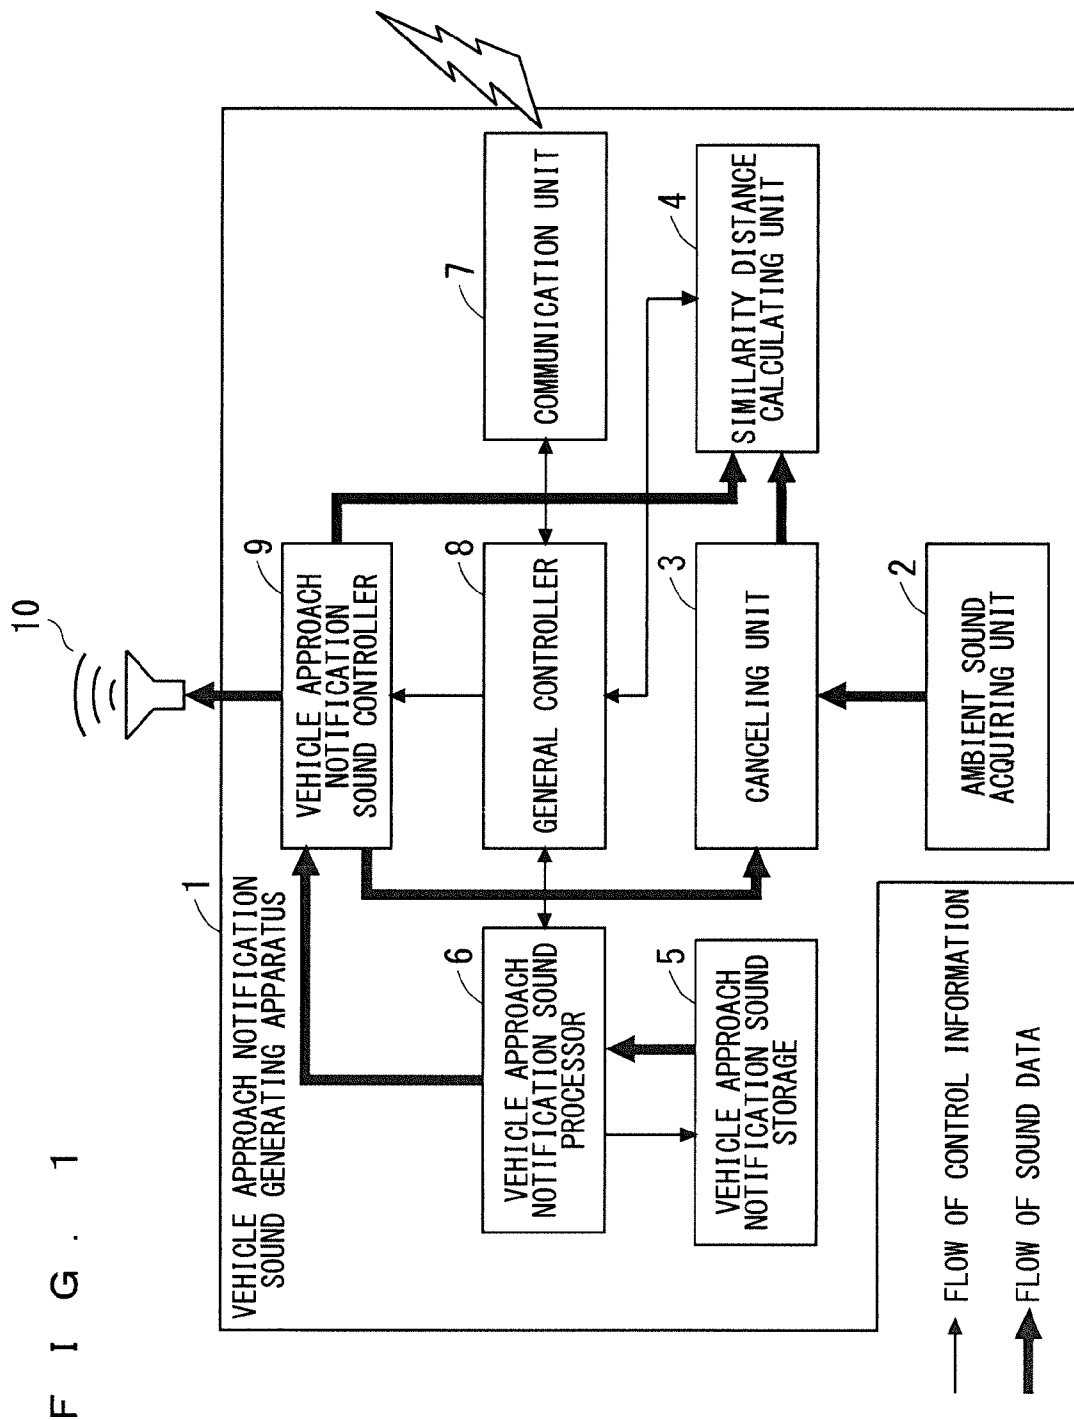 FIG. 1
VEHICLE APPROACH NOTIFICATION
SOUND GENERATING APPARATUS
1
10
VEHICLE APPROACH
NOTIFICATION
SOUND CONTROLLER
9
VEHICLE APPROACH
NOTIFICATION SOUND
PROCESSOR
6
GENERAL CONTROLLER
8
COMMUNICATION UNIT
7
VEHICLE APPROACH
NOTIFICATION SOUND
STORAGE
5
CANCELING UNIT
3
SIMILARITY DISTANCE
CALCULATING UNIT
4
AMBIENT SOUND
ACQUIRING UNIT
2
FLOW OF CONTROL INFORMATION
FLOW OF SOUND DATA